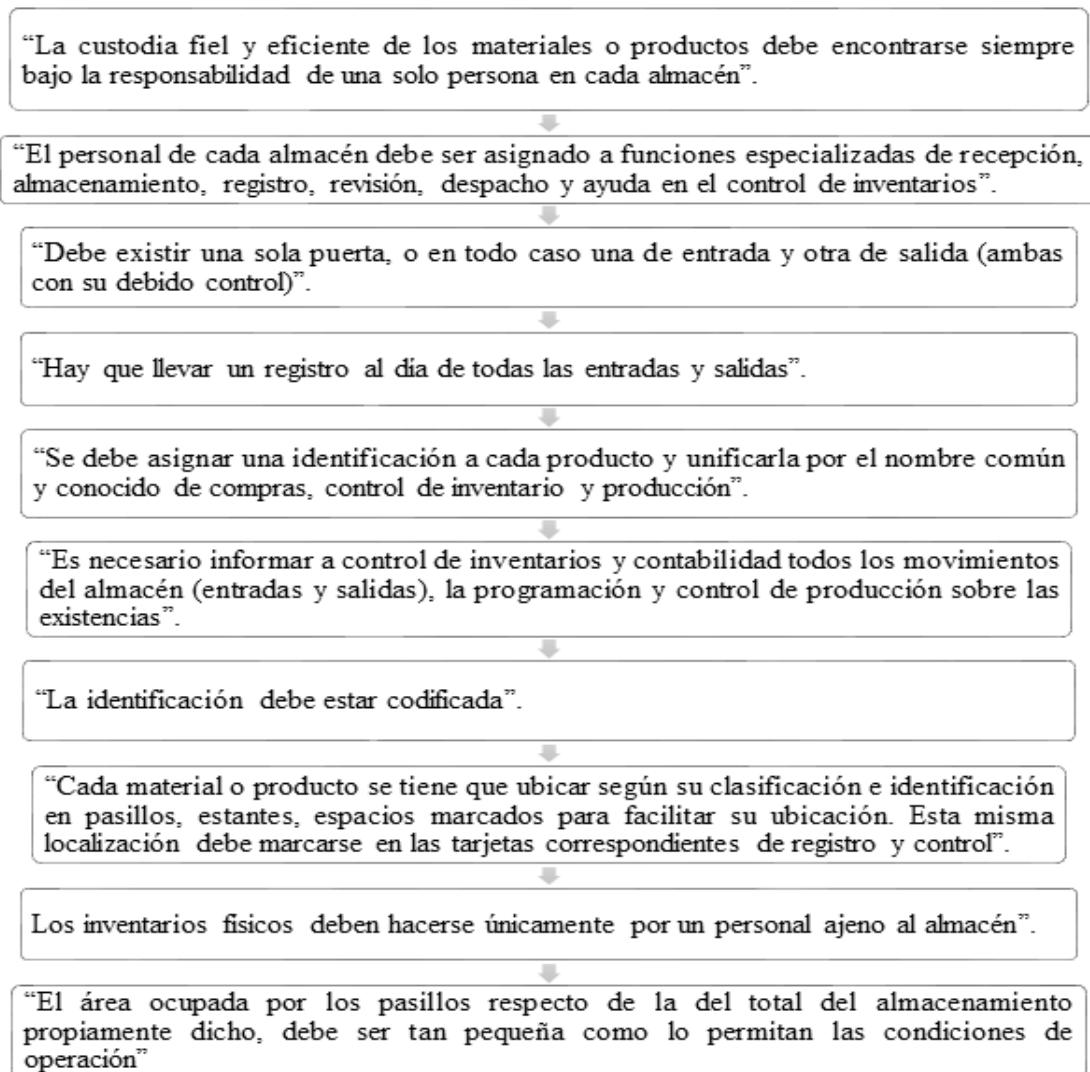 “La custodia fiel y eficiente de los materiales o productos debe encontrarse siempre
bajo la responsabilidad de una solo persona en cada almacén”.
“El personal de cada almacén debe ser asignado a funciones especializadas de recepción,
almacenamiento, registro, revisión, despacho y ayuda en el control de inventarios”.
“Debe existir una sola puerta, o en todo caso una de entrada y otra de salida (ambas
con su debido control)”.
“Hay que llevar un registro al día de todas las entradas y salidas”.
“Se debe asignar una identificación a cada producto y unificarla por el nombre común
y conocido de compras, control de inventario y producción”.
“Es necesario informar a control de inventarios y contabilidad todos los movimientos
del almacén (entradas y salidas), la programación y control de producción sobre las
existencias”.
“La identificación debe estar codificada”.
“Cada material o producto se tiene que ubicar según su clasificación e identificación
en pasillos, estantes, espacios marcados para facilitar su ubicación. Esta misma
localización debe marcarse en las tarjetas correspondientes de registro y control”.
Los inventarios físicos deben hacerse únicamente por un personal ajeno al almacén”.
“El área ocupada por los pasillos respecto de la del total del almacenamiento
propiamente dicho, debe ser tan pequeña como lo permitan las condiciones de
operación”